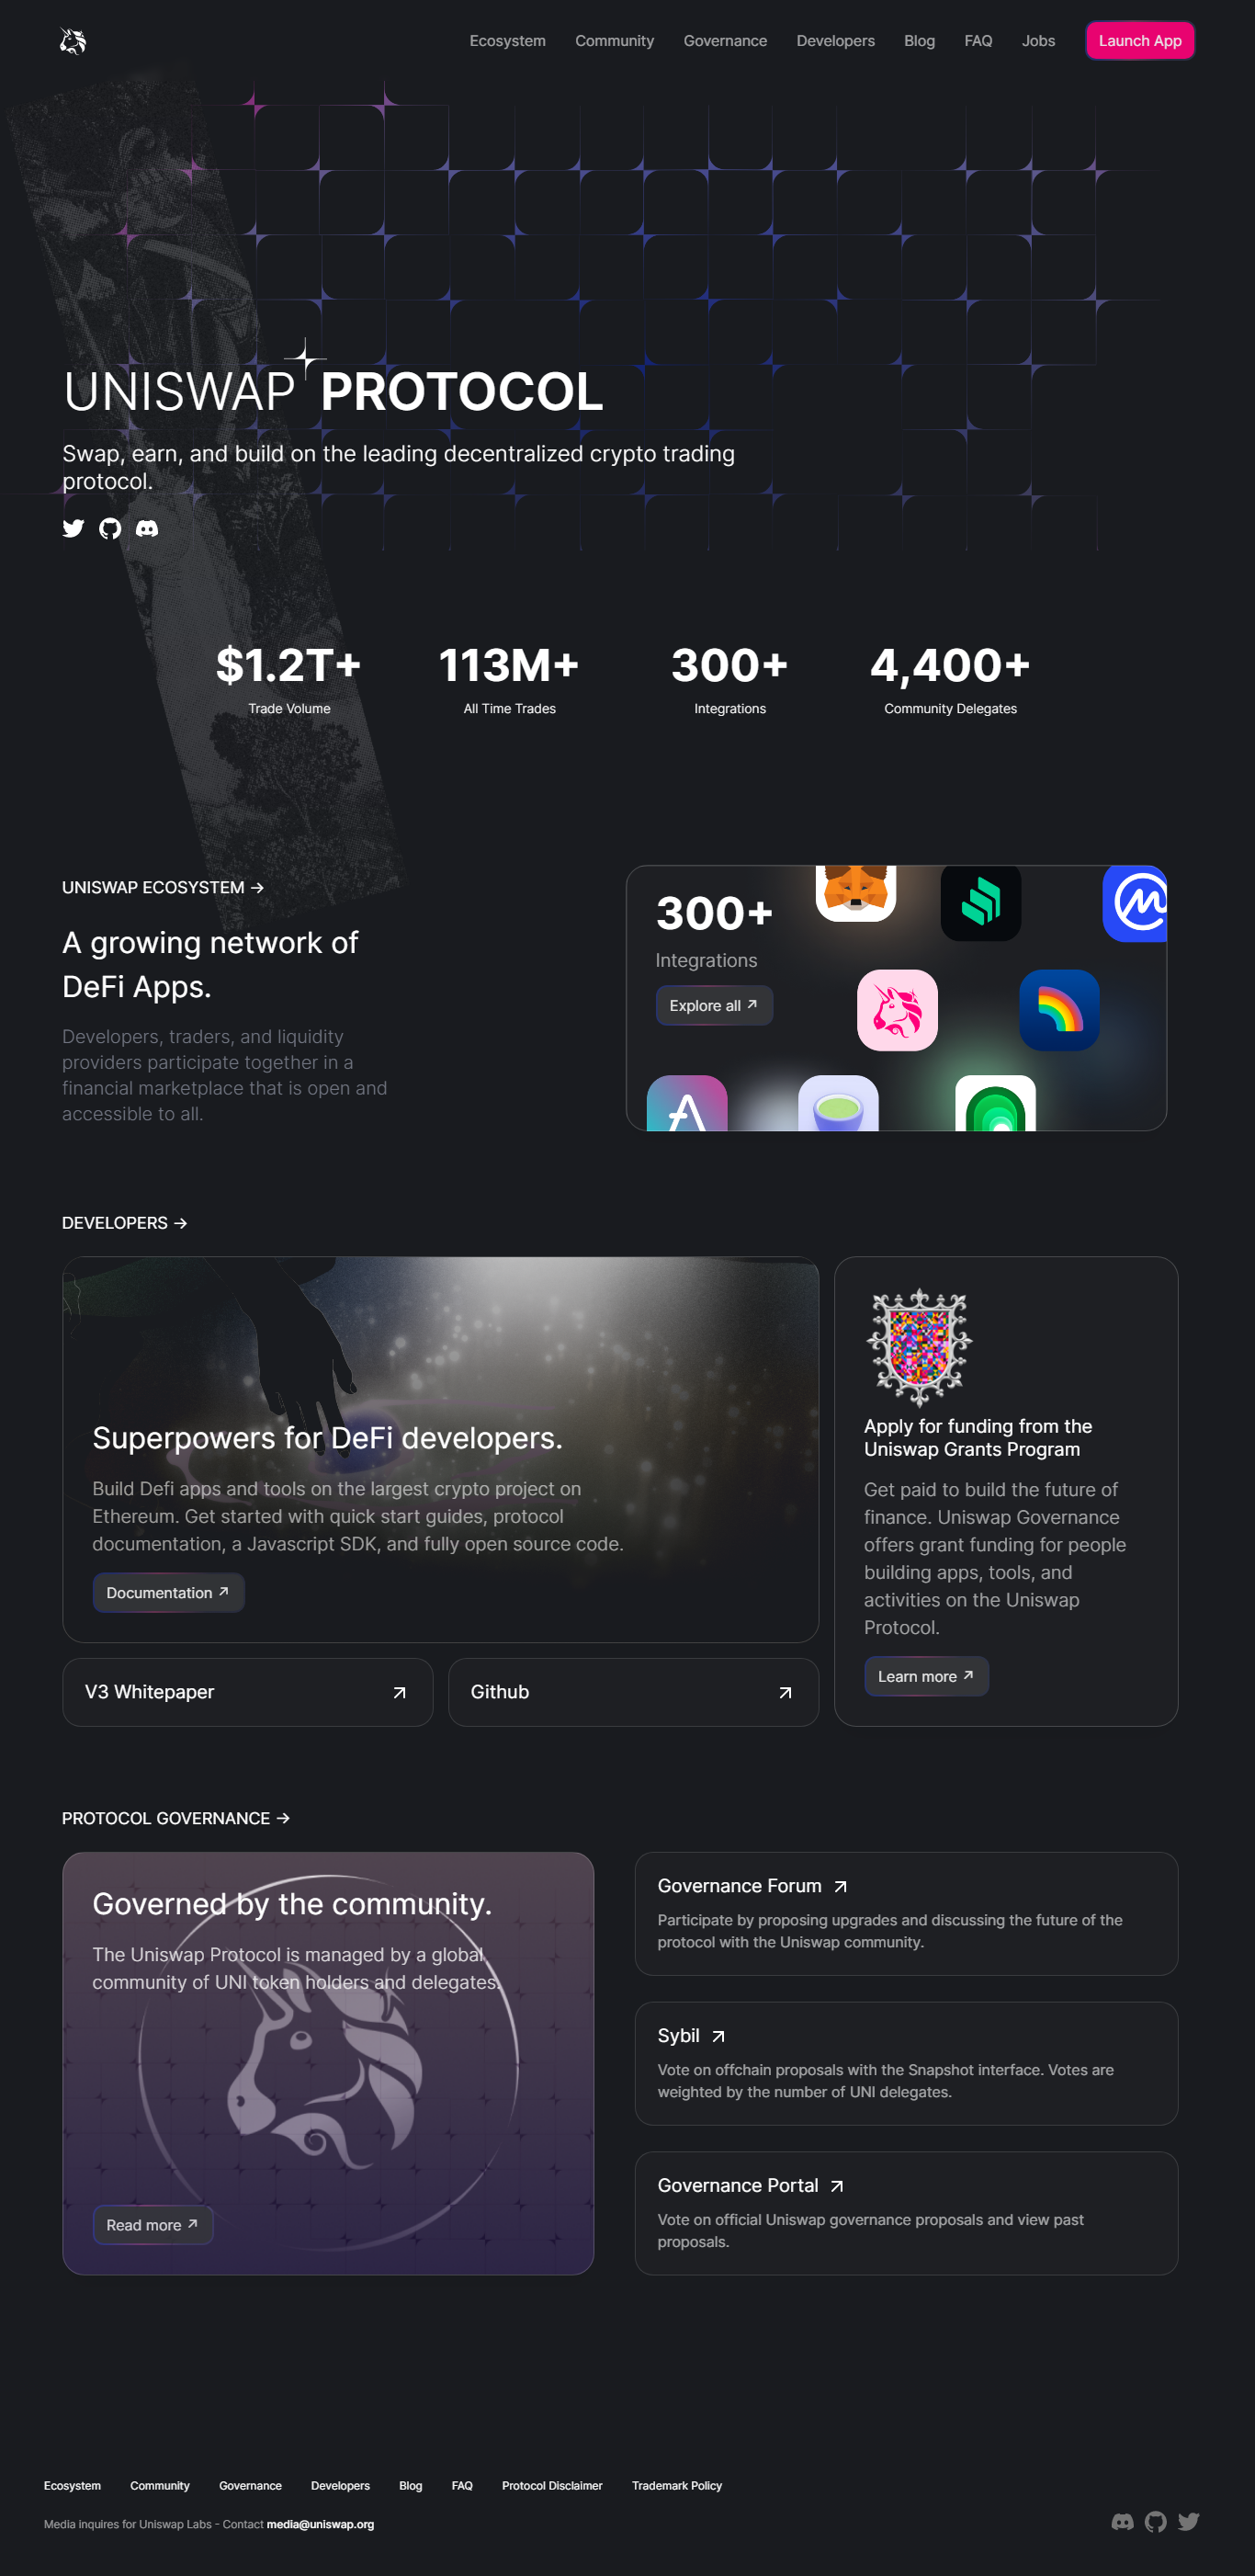 Ecosystem Community Governance Developers Blog FAQ Jobs Launch App
UNISWAP PROTOCOL
Swap, earn, and build on the leading decentralized crypto trading
protocol.
$1.2T+ 113M+ 300+ 4,400+
Trade Volume All Time Trades Integrations Community Delegates
UNISWAP ECOSYSTEM →
A growing network of
DeFi Apps.
Developers, traders, and liquidity
providers participate together in a
financial marketplace that is open and
accessible to all.
300+
Integrations
Explore all ↗
DEVELOPERS →
Superpowers for DeFi developers.
Build Defi apps and tools on the largest crypto project on
Ethereum. Get started with quick start guides, protocol
documentation, a Javascript SDK, and fully open source code.
Documentation ↗
V3 Whitepaper ↗
Github ↗
Apply for funding from the
Uniswap Grants Program
Get paid to build the future of
finance. Uniswap Governance
offers grant funding for people
building apps, tools, and
activities on the Uniswap
Protocol.
Learn more ↗
PROTOCOL GOVERNANCE →
Governed by the community.
The Uniswap Protocol is managed by a global
community of UNI token holders and delegates.
Read more ↗
Governance Forum ↗
Participate by proposing upgrades and discussing the future of the
protocol with the Uniswap community.
Sybil ↗
Vote on offchain proposals with the Snapshot interface. Votes are
weighted by the number of UNI delegates.
Governance Portal ↗
Vote on official Uniswap governance proposals and view past
proposals.
Ecosystem Community Governance Developers Blog FAQ Protocol Disclaimer Trademark Policy
Media inquires for Uniswap Labs - Contact media@uniswap.org